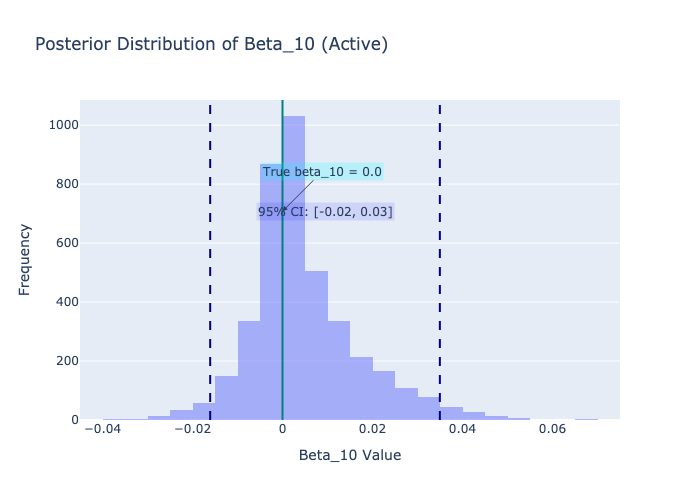 Posterior Distribution of Beta_10 (Active)
1000
800
600
400
200
0
Frequency
True beta_10 = 0.0
95% CI: [-0.02, 0.03]
−0.04
−0.02
0
0.02
0.04
0.06
Beta_10 Value